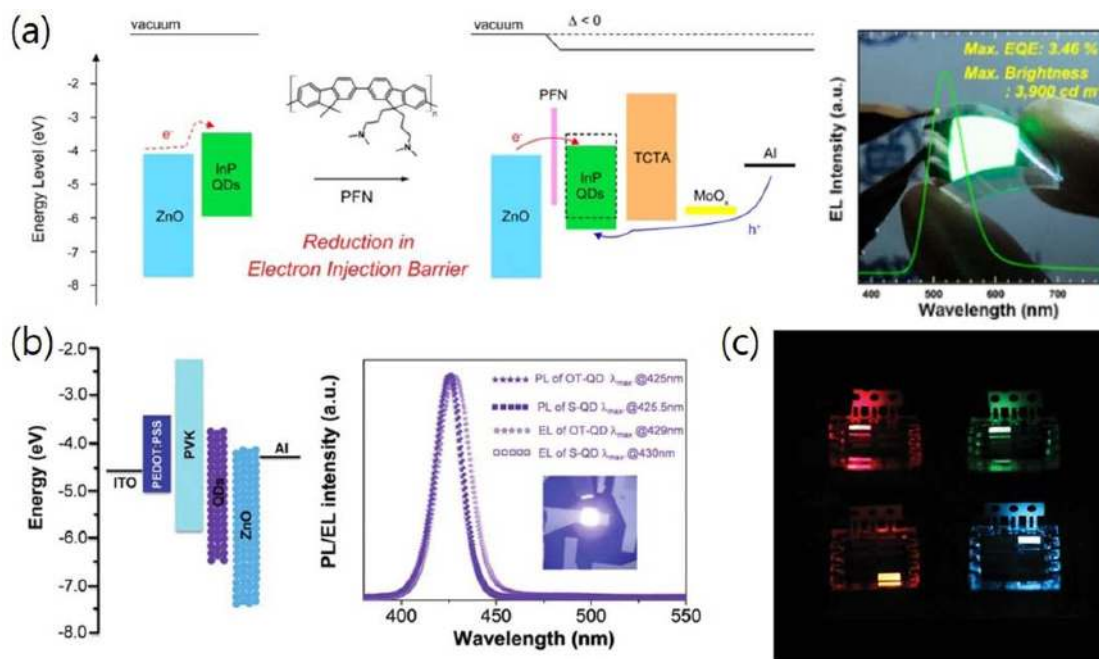 (a)
vacuum
vacuum
Δ < 0
Energy Level (eV)
-2
-3
-4
-5
-6
-7
-8
e-
ZnO
InP
QDs
N
N
n
PFN
Reduction in
Electron Injection Barrier
PFN
e-
ZnO
InP
QDs
TCTA
MoOx
Al
h+
EL Intensity (a.u.)
Max. EQE: 3.46 %
Max. Brightness
: 3,900 cd m
400
500
600
700
Wavelength (nm)
(b)
Energy (eV)
-2.0
-3.0
-4.0
-5.0
-6.0
-7.0
-8.0
ITO
PEDOT:PSS
PVK
QDs
ZnO
Al
PL/EL intensity (a.u.)
PL of OT-QD λmax @425nm
PL of S-QD λmax @425.5nm
EL of OT-QD λmax @429nm
EL of S-QD λmax @430nm
400
450
500
550
Wavelength (nm)
(c)